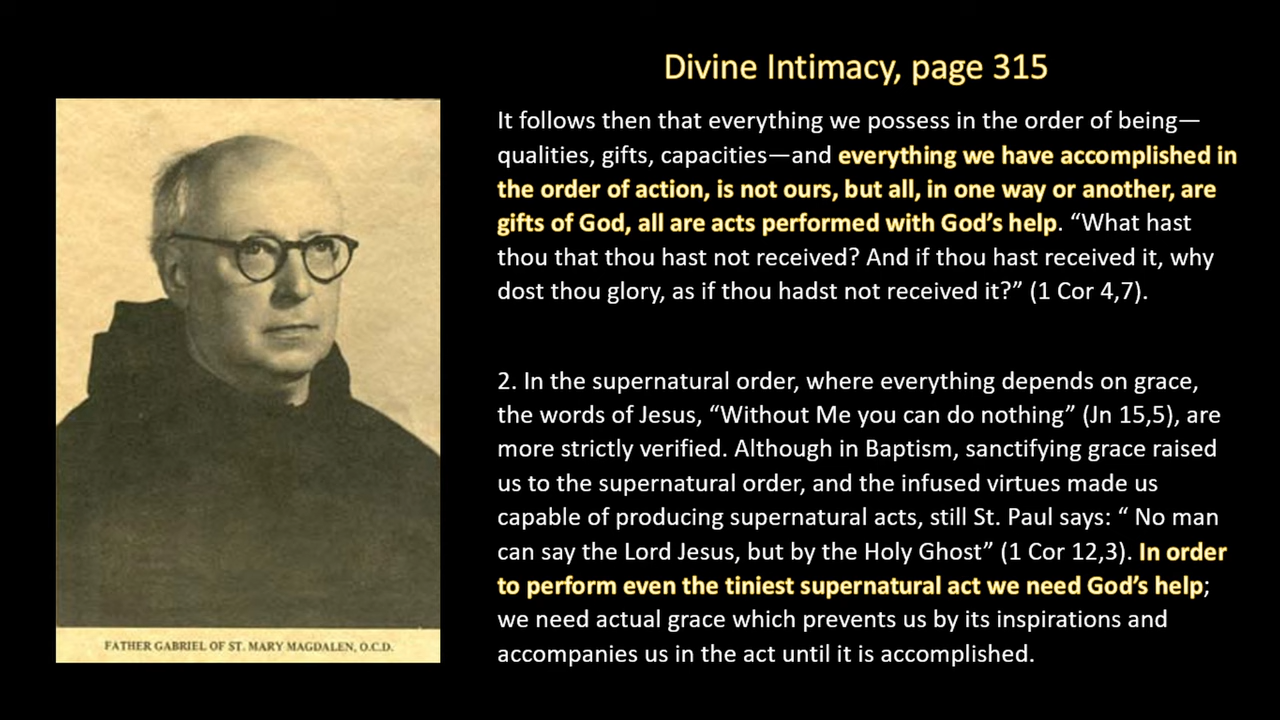 Divine Intimacy, page 315
It follows then that everything we possess in the order of being—
qualities, gifts, capacities—and everything we have accomplished in
the order of action, is not ours, but all, in one way or another, are
gifts of God, all are acts performed with God’s help. “What hast
thou that thou hast not received? And if thou hast received it, why
dost thou glory, as if thou hadst not received it?” (1 Cor 4,7).
2. In the supernatural order, where everything depends on grace,
the words of Jesus, “Without Me you can do nothing” (Jn 15,5), are
more strictly verified. Although in Baptism, sanctifying grace raised
us to the supernatural order, and the infused virtues made us
capable of producing supernatural acts, still St. Paul says: “ No man
can say the Lord Jesus, but by the Holy Ghost” (1 Cor 12,3). In order
to perform even the tiniest supernatural act we need God’s help;
we need actual grace which prevents us by its inspirations and
accompanies us in the act until it is accomplished.
FATHER GABRIEL OF ST. MARY MAGDALEN, O.C.D.